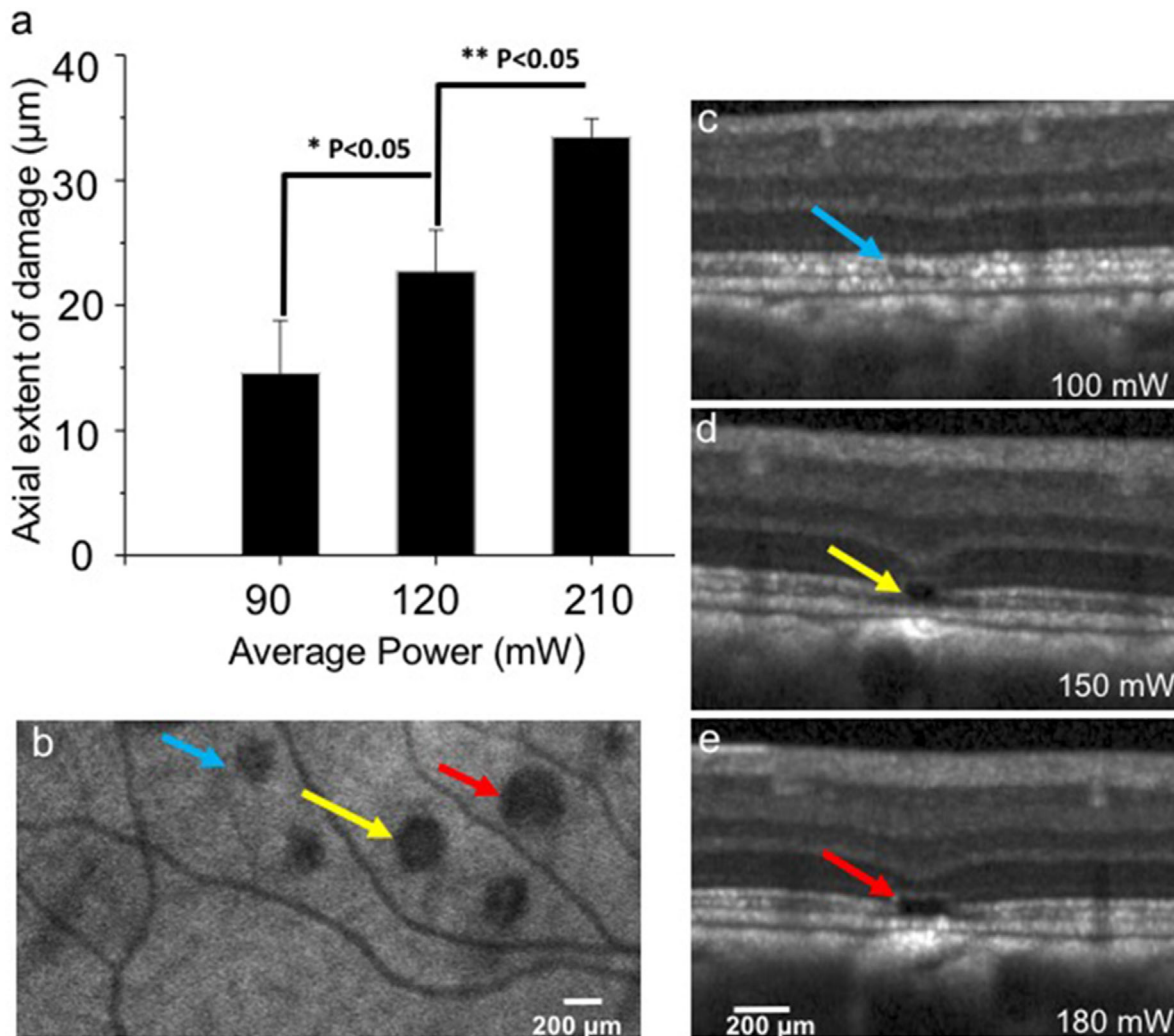 a
Axial extent of damage (µm)
40
30
20
10
0
* P<0.05
** P<0.05
90 120 210
Average Power (mW)
b
200 µm
c
100 mW
d
150 mW
e
200 µm
180 mW